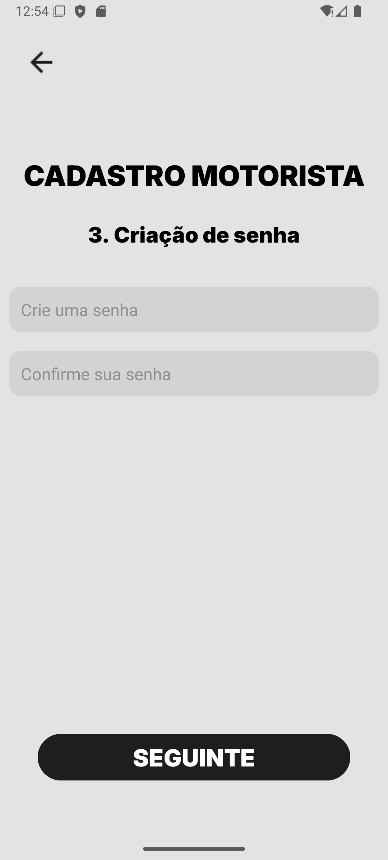 12:54
CADASTRO MOTORISTA
3. Criação de senha
Crie uma senha
Confirme sua senha
SEGUINTE